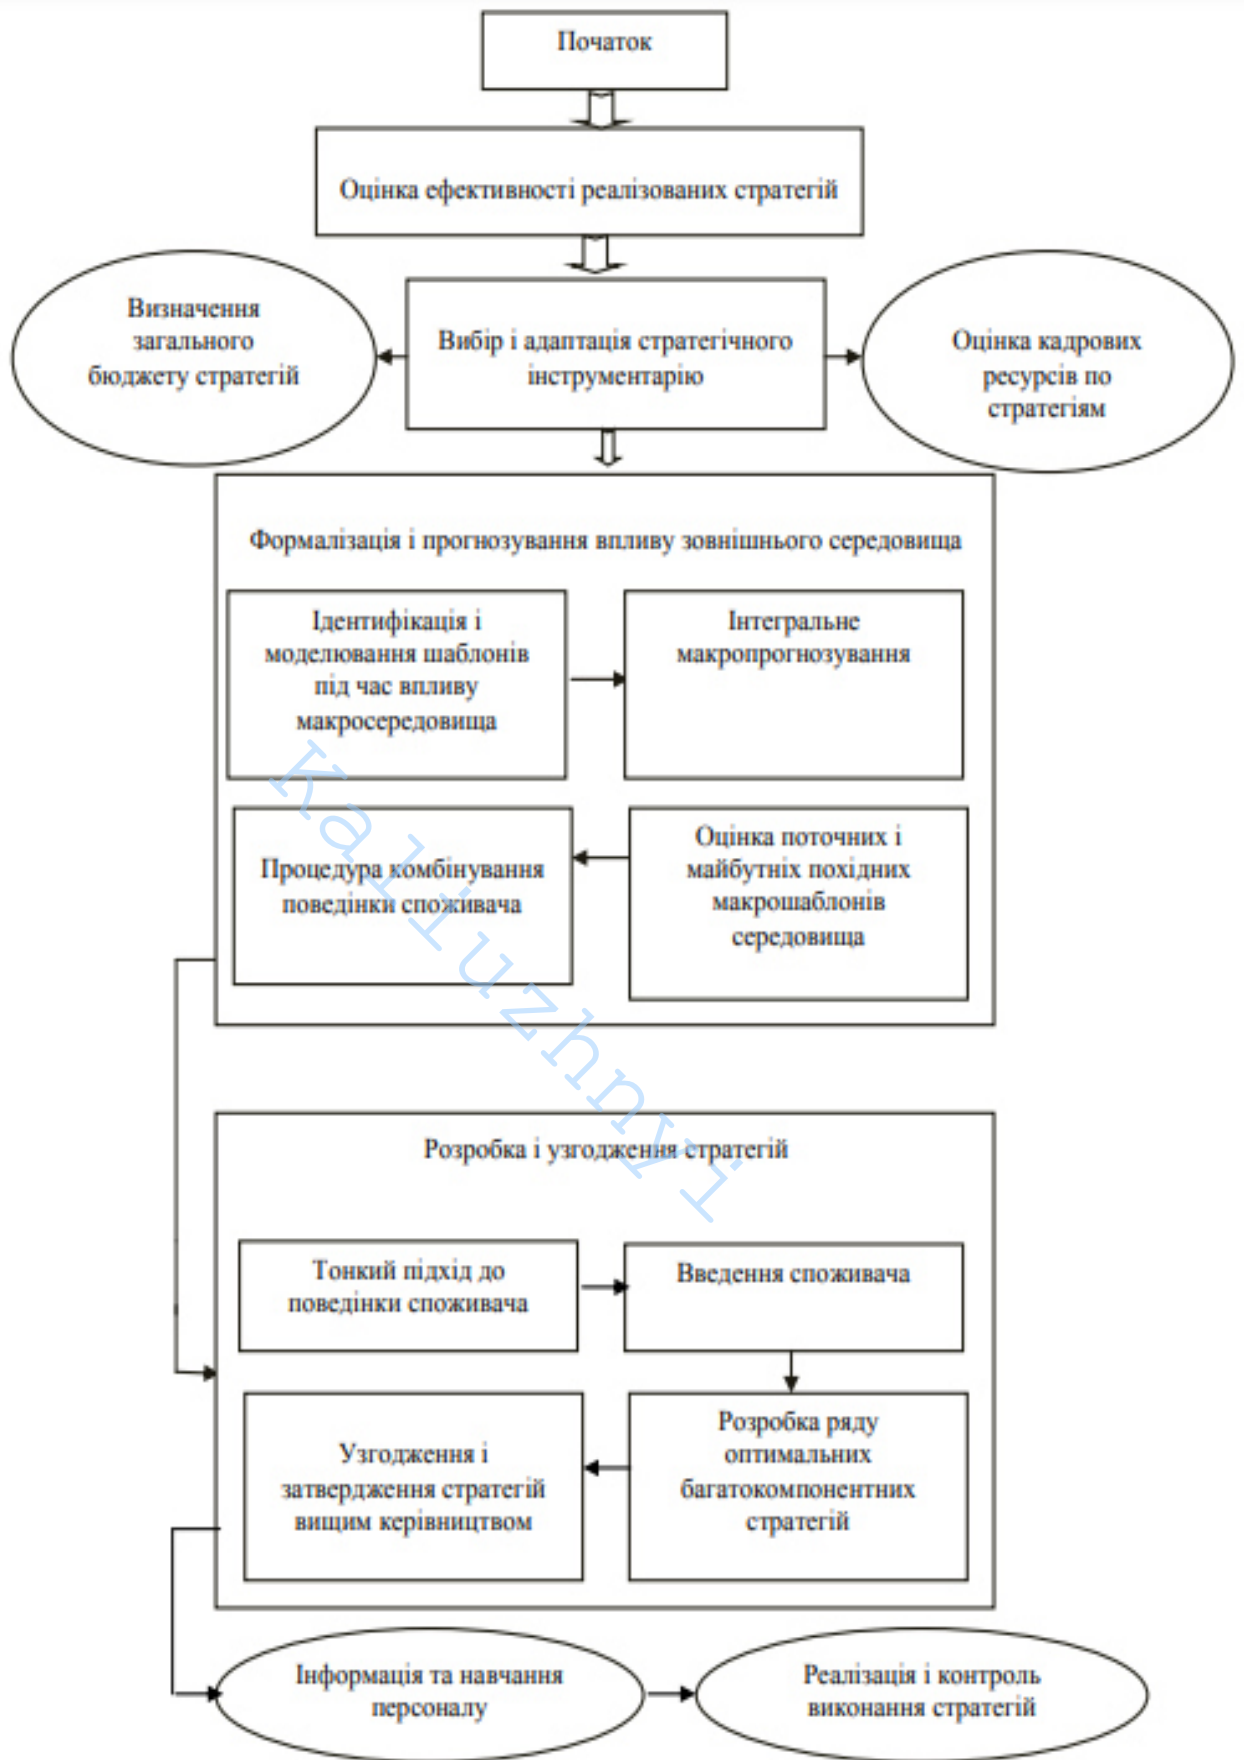 Початок
Оцінка ефективності реалізованих стратегій
Визначення
загального
бюджету стратегій
Вибір і адаптація стратегічного
інструментарію
Оцінка кадрових
ресурсів по
стратегіям
Формалізація і прогнозування впливу зовнішнього середовища
Ідентифікація і
моделювання шаблонів
під час впливу
макросередовища
Інтегральне
макропрогнозування
Процедура комбінування
поведінки споживача
Оцінка поточних і
майбутніх похідних
макрошаблонів
середовища
Kaliuzhnyi
Розробка і узгодження стратегій
Тонкий підхід до
поведінки споживача
Введення споживача
Узгодження і
затвердження стратегій
вищим керівництвом
Розробка ряду
оптимальних
багатокомпонентних
стратегій
Інформація та навчання
персоналу
Реалізація і контроль
виконання стратегій